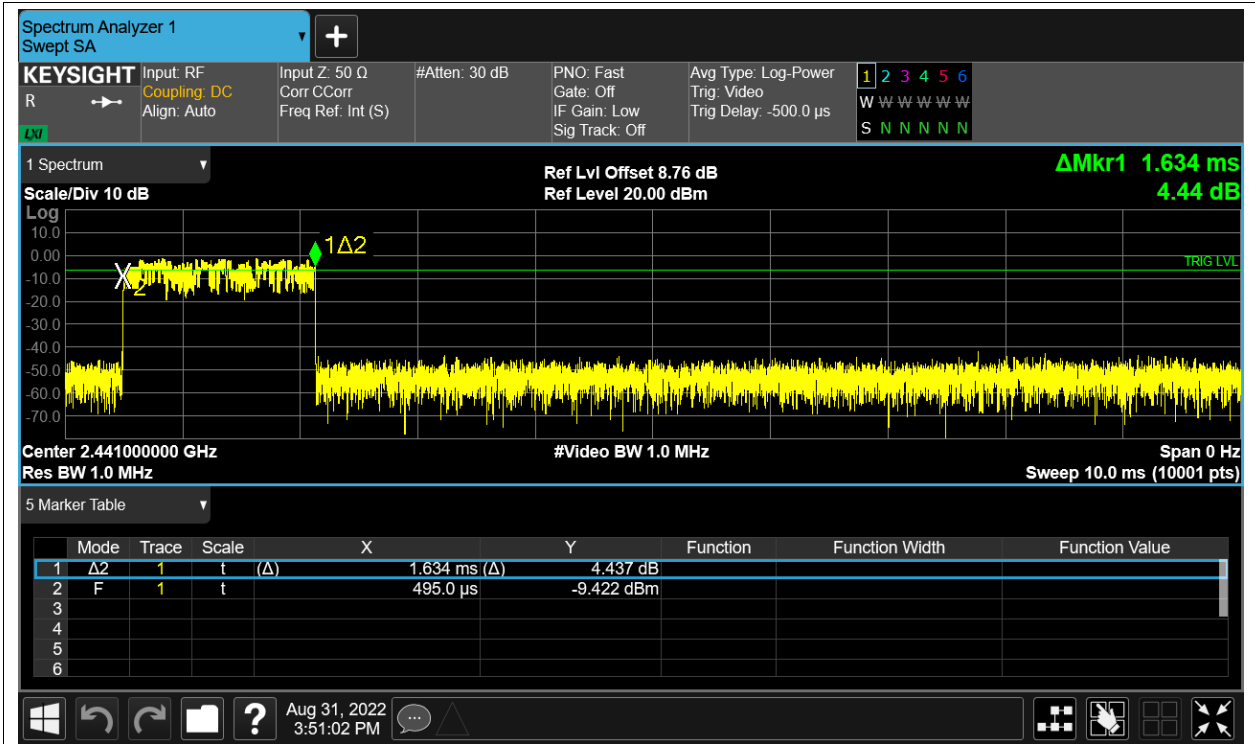 Spectrum Analyzer 1
Swept SA
KEYSIGHT
R
LXI
Input: RF
Coupling: DC
Align: Auto
Input Z: 50 Ω
Corr CCorr
Freq Ref: Int (S)
#Atten: 30 dB
PNO: Fast
Gate: Off
IF Gain: Low
Sig Track: Off
Avg Type: Log-Power
Trig: Video
Trig Delay: -500.0 µs
1 2 3 4 5 6
W W W W W W
S N N N N N
1 Spectrum
Scale/Div 10 dB
Ref Lvl Offset 8.76 dB
Ref Level 20.00 dBm
ΔMkr1 1.634 ms
4.44 dB
Log
10.0
0.00
-10.0
-20.0
-30.0
-40.0
-50.0
-60.0
-70.0
X
2
1Δ2
TRIG LVL
Center 2.441000000 GHz
#Video BW 1.0 MHz
Span 0 Hz
Res BW 1.0 MHz
Sweep 10.0 ms (10001 pts)
5 Marker Table
Mode Trace Scale X Y Function Function Width Function Value
1 Δ2 1 t (Δ) 1.634 ms (Δ) 4.437 dB
2 F 1 t 495.0 µs -9.422 dBm
3
4
5
6
?
Aug 31, 2022
3:51:02 PM